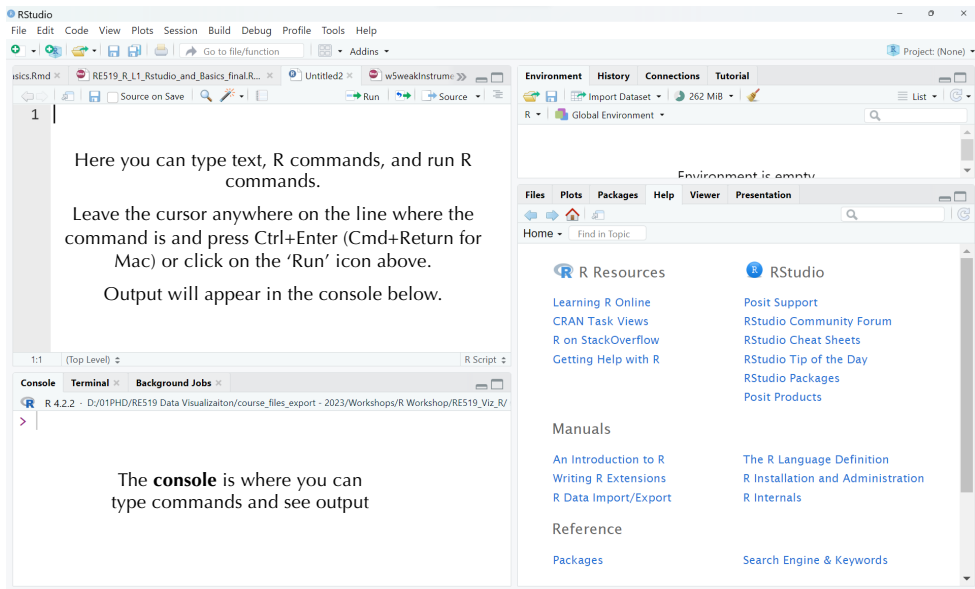 RStudio
File Edit Code View Plots Session Build Debug Profile Tools Help
Go to file/function Addins Project: (None)
asics.Rmd RE519_R_L1_Rstudio_and_Basics_final.R... Untitled2 w5weakInstrume
Source on Save Run Source
1
Here you can type text, R commands, and run R
commands.
Leave the cursor anywhere on the line where the
command is and press Ctrl+Enter (Cmd+Return for
Mac) or click on the ‘Run’ icon above.
Output will appear in the console below.
1:1 (Top Level) R Script
Console Terminal Background Jobs
R 4.2.2 · D:/01PHD/RE519 Data Visualizaiton/course_files_export - 2023/Workshops/R Workshop/RE519_Viz_R/
>
The console is where you can
type commands and see output
Environment History Connections Tutorial
Import Dataset 262 MiB List
R Global Environment
Environment is empty
Files Plots Packages Help Viewer Presentation
Home Find in Topic
R Resources
Learning R Online
CRAN Task Views
R on StackOverflow
Getting Help with R
RStudio
Posit Support
RStudio Community Forum
RStudio Cheat Sheets
RStudio Tip of the Day
RStudio Packages
Posit Products
Manuals
An Introduction to R The R Language Definition
Writing R Extensions R Installation and Administration
R Data Import/Export R Internals
Reference
Packages Search Engine & Keywords